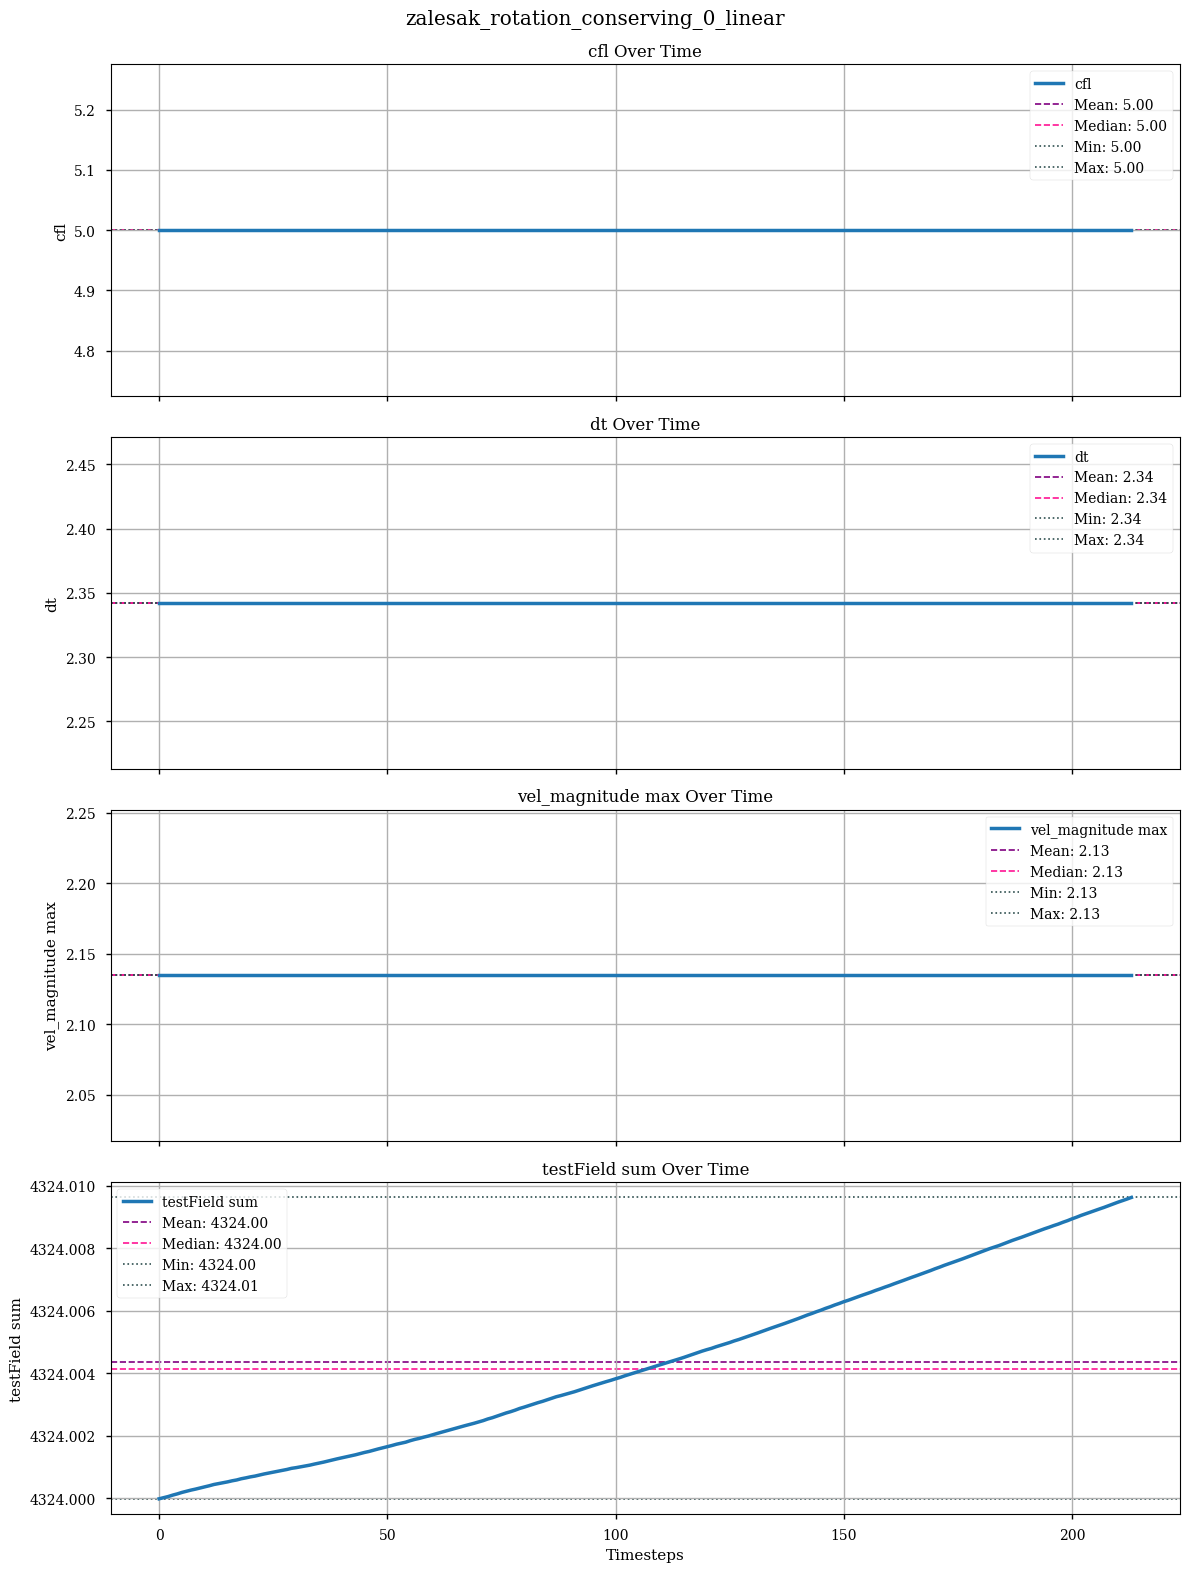 zalesak_rotation_conserving_0_linear
cfl Over Time
cfl
5.2
5.1
5.0
4.9
4.8
cfl
Mean: 5.00
Median: 5.00
Min: 5.00
Max: 5.00
dt Over Time
dt
2.45
2.40
2.35
2.30
2.25
dt
Mean: 2.34
Median: 2.34
Min: 2.34
Max: 2.34
vel_magnitude max Over Time
vel_magnitude max
2.25
2.20
2.15
2.10
2.05
vel_magnitude max
Mean: 2.13
Median: 2.13
Min: 2.13
Max: 2.13
testField sum Over Time
testField sum
4324.010
4324.008
4324.006
4324.004
4324.002
4324.000
testField sum
Mean: 4324.00
Median: 4324.00
Min: 4324.00
Max: 4324.01
0 50 100 150 200
Timesteps